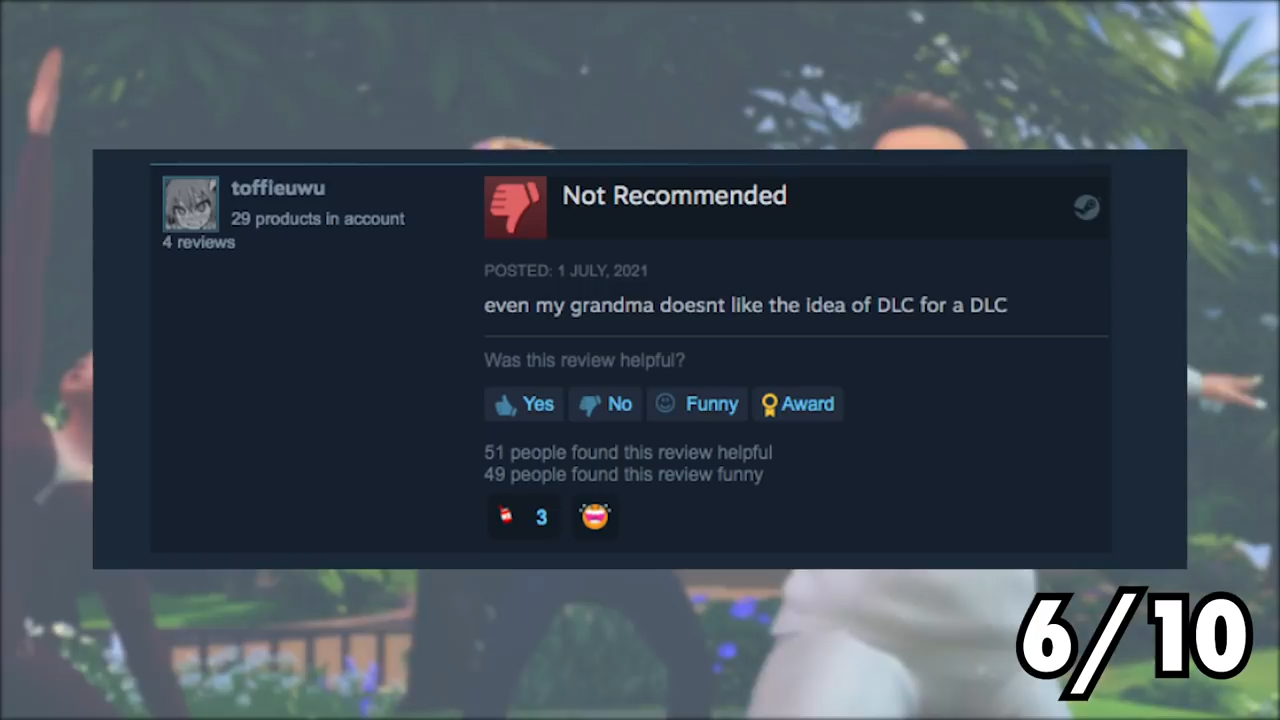 toffieuwu
29 products in account
4 reviews
Not Recommended
POSTED: 1 JULY, 2021
even my grandma doesnt like the idea of DLC for a DLC
Was this review helpful?
Yes No Funny Award
51 people found this review helpful
49 people found this review funny
3
6/10